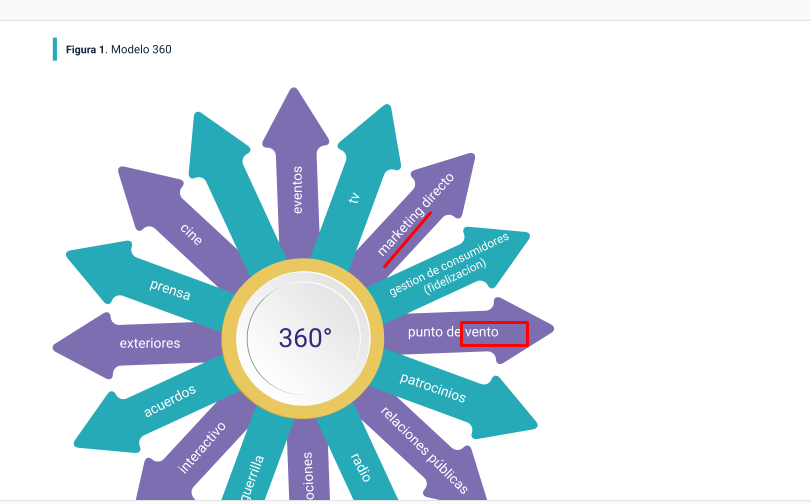 Figura 1. Modelo 360
eventos
tv
marketing directo
gestion de consumidores
(fidelizacion)
punto de vento
patrocinios
relaciones públicas
radio
ociones
guerrilla
interactivo
acuerdos
exteriores
prensa
cine
360°